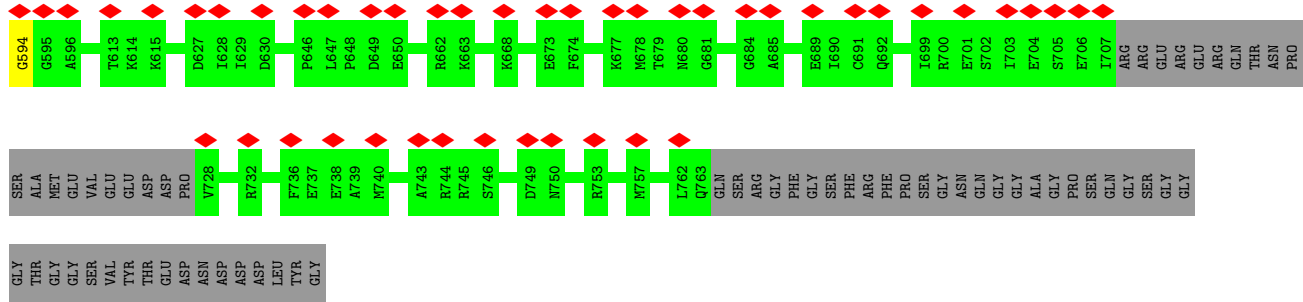 G594 G595 A596 T613 K614 K615 D627 I628 I629 D630 P646 L647 P648 D649 E650 R662 K663 K668 E673 F674 K677 M678 T679 N680 G681 G684 A685 E689 I690 C691 Q692 I699 R700 E701 S702 I703 E704 S705 E706 I707 ARG ARG GLU ARG GLU ARG GLN THR ASN PRO
SER ALA MET GLU VAL GLU GLU ASP ASP PRO V728 R732 F736 E737 E738 A739 M740 A743 R744 R745 S746 D749 N750 R753 M757 L762 Q763 GLN SER ARG GLY PHE GLY SER PHE ARG PHE PRO SER GLY ASN GLN GLY GLY ALA GLY PRO SER GLN GLY SER GLY GLY
GLY THR GLY GLY SER VAL TYR THR GLU ASP ASN ASP ASP ASP LEU TYR GLY